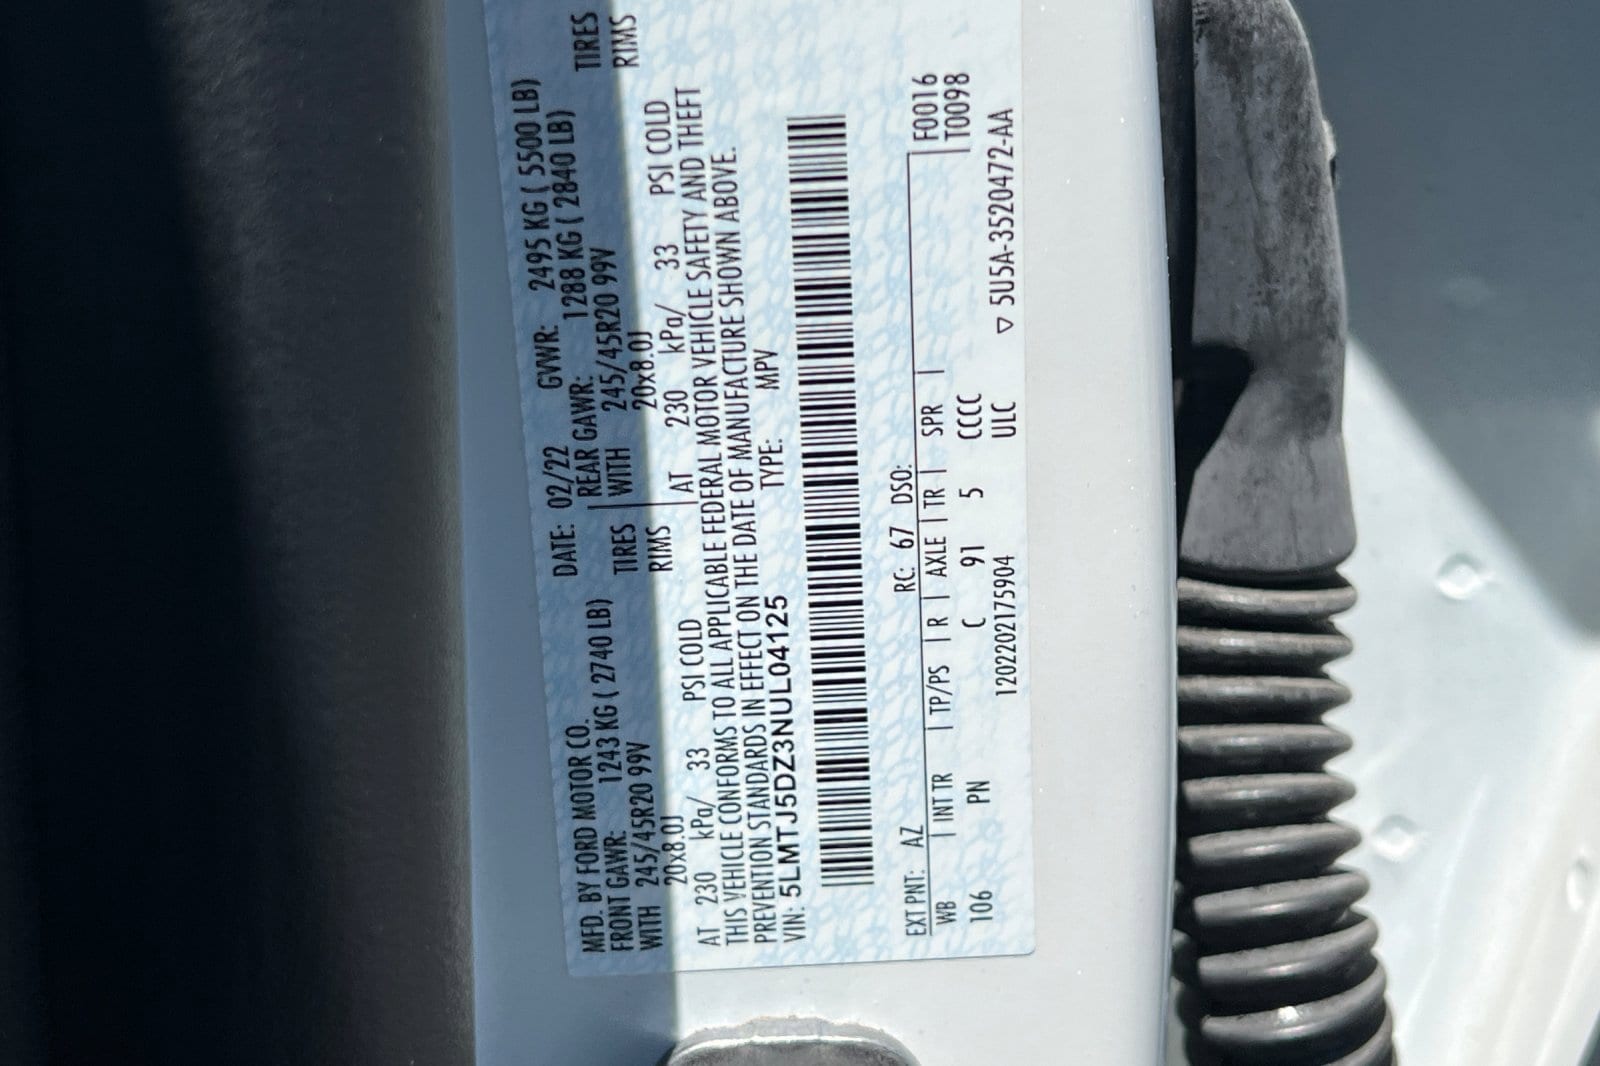 MFD. BY FORD MOTOR CO. DATE: 02/22 GVWR: 2495 KG ( 5500 LB)
FRONT GAWR: 1243 KG ( 2740 LB) REAR GAWR: 1288 KG ( 2840 LB)
WITH 245/45R20 99V TIRES WITH 245/45R20 99V TIRES
20x8.0J RIMS 20x8.0J RIMS
AT 230 kPa/ 33 PSI COLD AT 230 kPa/ 33 PSI COLD
THIS VEHICLE CONFORMS TO ALL APPLICABLE FEDERAL MOTOR VEHICLE SAFETY AND THEFT
PREVENTION STANDARDS IN EFFECT ON THE DATE OF MANUFACTURE SHOWN ABOVE.
VIN: 5LMTJ5DZ3NUL04125 TYPE: MPV
EXT PNT: AZ RC: 67 DSO: F0016
WB | INT TR | TP/PS | R | AXLE | TR | SPR | T0098
106 PN C 91 5 CCCC
1202202175904 ULC ▽ 5U5A-3520472-AA